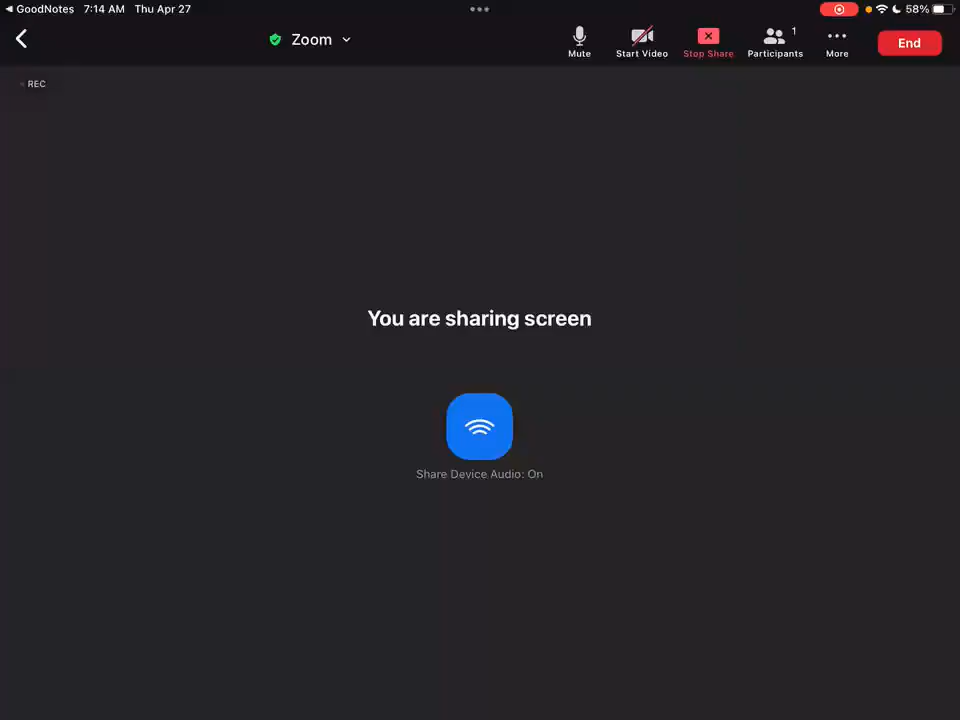 GoodNotes 7:14 AM Thu Apr 27
58%
Zoom
Mute
Start Video
Stop Share
Participants
1
More
End
REC
You are sharing screen
Share Device Audio: On